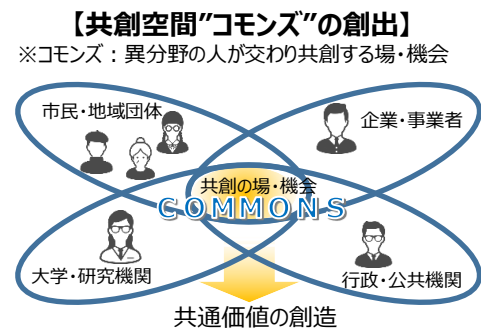 【共創空間”コモンズ”の創出】
※コモンズ：異分野の人が交わり共創する場・機会
市民・地域団体
企業・事業者
共創の場・機会
COMMONS
大学・研究機関
行政・公共機関
共通価値の創造